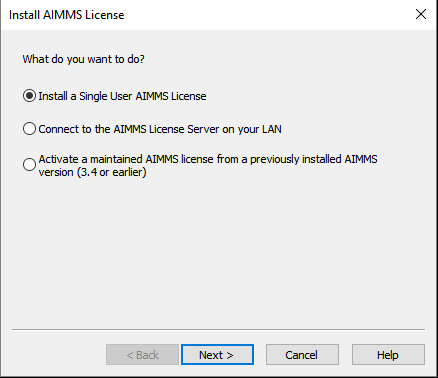 Install AIMMS License
What do you want to do?
Install a Single User AIMMS License
Connect to the AIMMS License Server on your LAN
Activate a maintained AIMMS license from a previously installed AIMMS
version (3.4 or earlier)
< Back
Next >
Cancel
Help